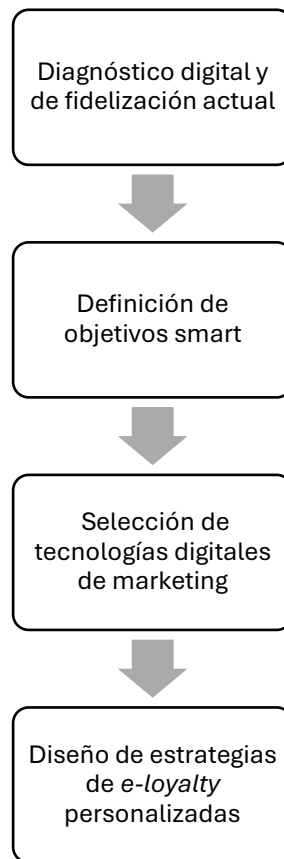 Diagnóstico digital y
de fidelización actual
Definición de
objetivos smart
Selección de
tecnologías digitales
de marketing
Diseño de estrategias
de e-loyalty
personalizadas